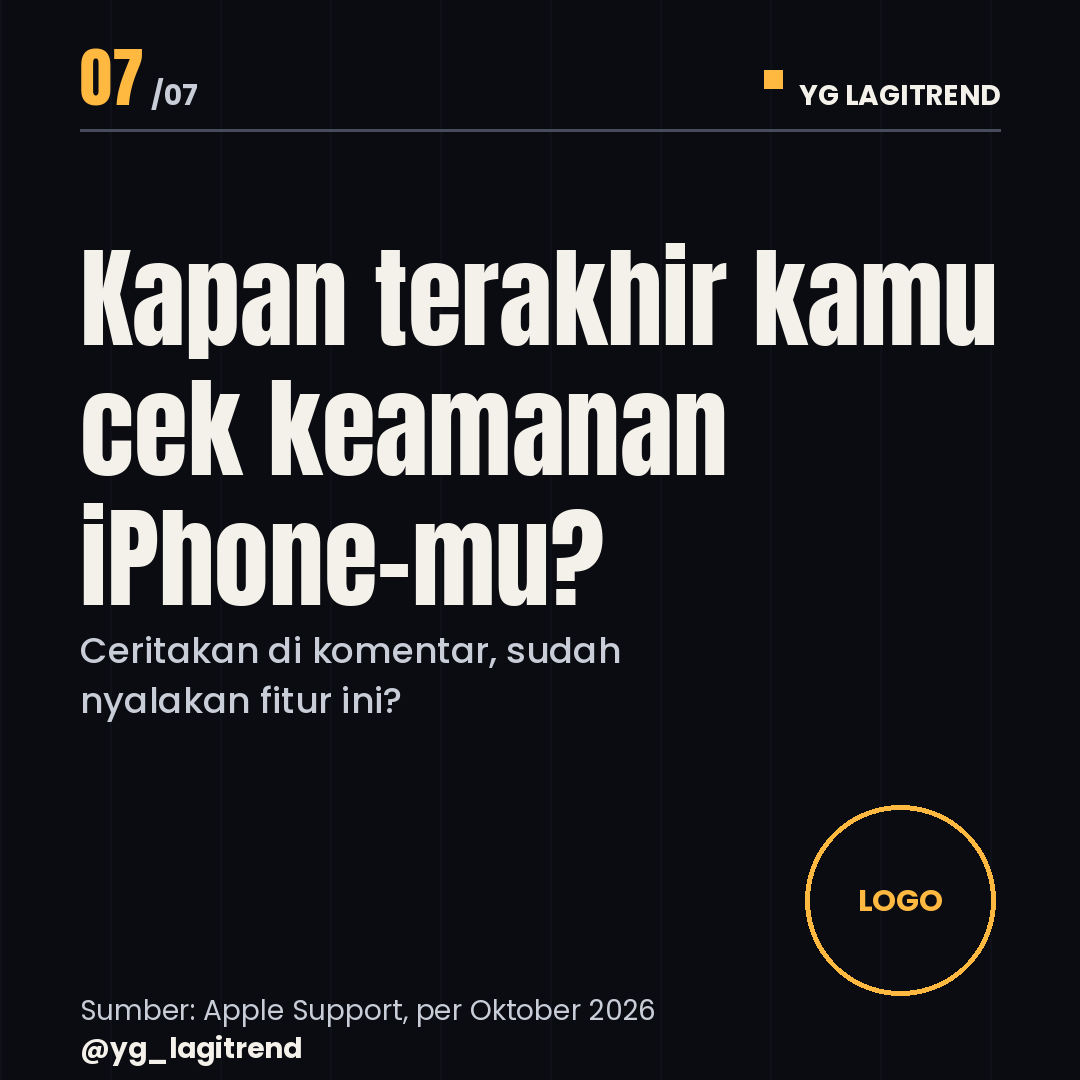 07 /07
YG LAGITREND
Kapan terakhir kamu
cek keamanan
iPhone-mu?
Ceritakan di komentar, sudah
nyalakan fitur ini?
LOGO
Sumber: Apple Support, per Oktober 2026
@yg_lagitrend